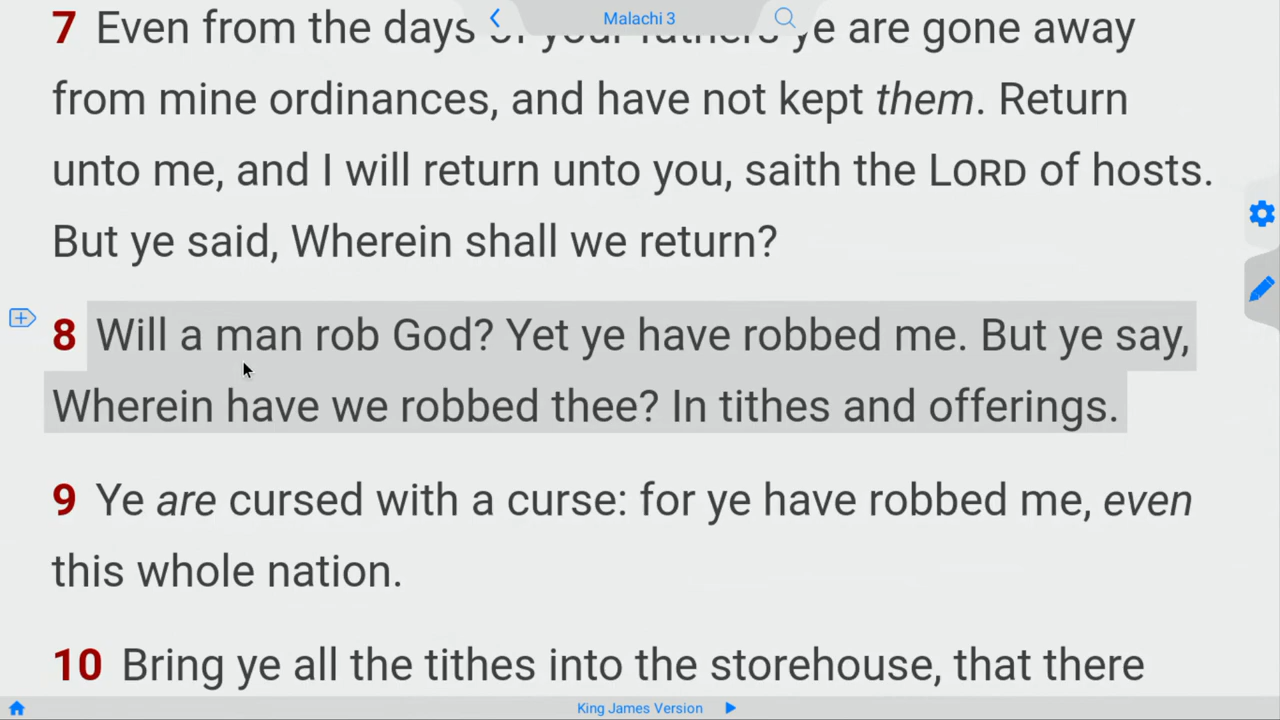 Malachi 3
7 Even from the days of your fathers ye are gone away
from mine ordinances, and have not kept them. Return
unto me, and I will return unto you, saith the LORD of hosts.
But ye said, Wherein shall we return?
8 Will a man rob God? Yet ye have robbed me. But ye say,
Wherein have we robbed thee? In tithes and offerings.
9 Ye are cursed with a curse: for ye have robbed me, even
this whole nation.
10 Bring ye all the tithes into the storehouse, that there
King James Version